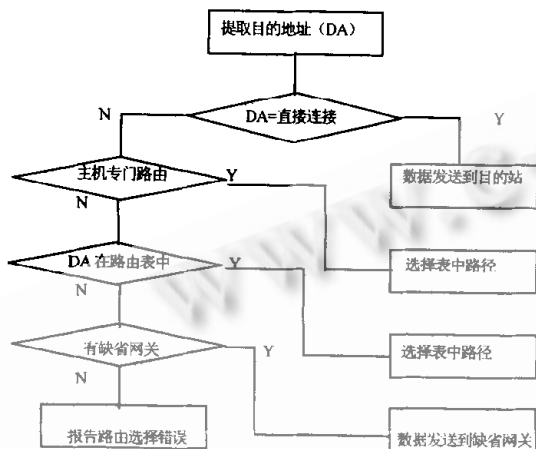 提取目的地址（DA）
DA=直接连接
N
Y
主机专门路由
Y
数据发送到目的站
N
DA 在路由表中
Y
选择表中路径
N
有缺省网关
Y
选择表中路径
N
报告路由选择错误
数据发送到缺省网关